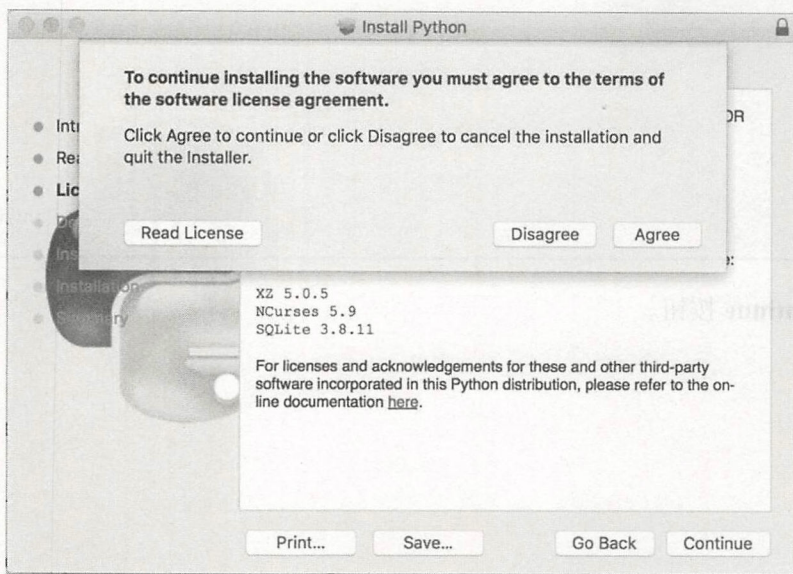 Install Python
To continue installing the software you must agree to the terms of
the software license agreement.
Click Agree to continue or click Disagree to cancel the installation and
quit the Installer.
Read License
Disagree
Agree
Installation
Summary
XZ 5.0.5
NCurses 5.9
SQLite 3.8.11
For licenses and acknowledgements for these and other third-party
software incorporated in this Python distribution, please refer to the on-
line documentation here.
Print...
Save...
Go Back
Continue